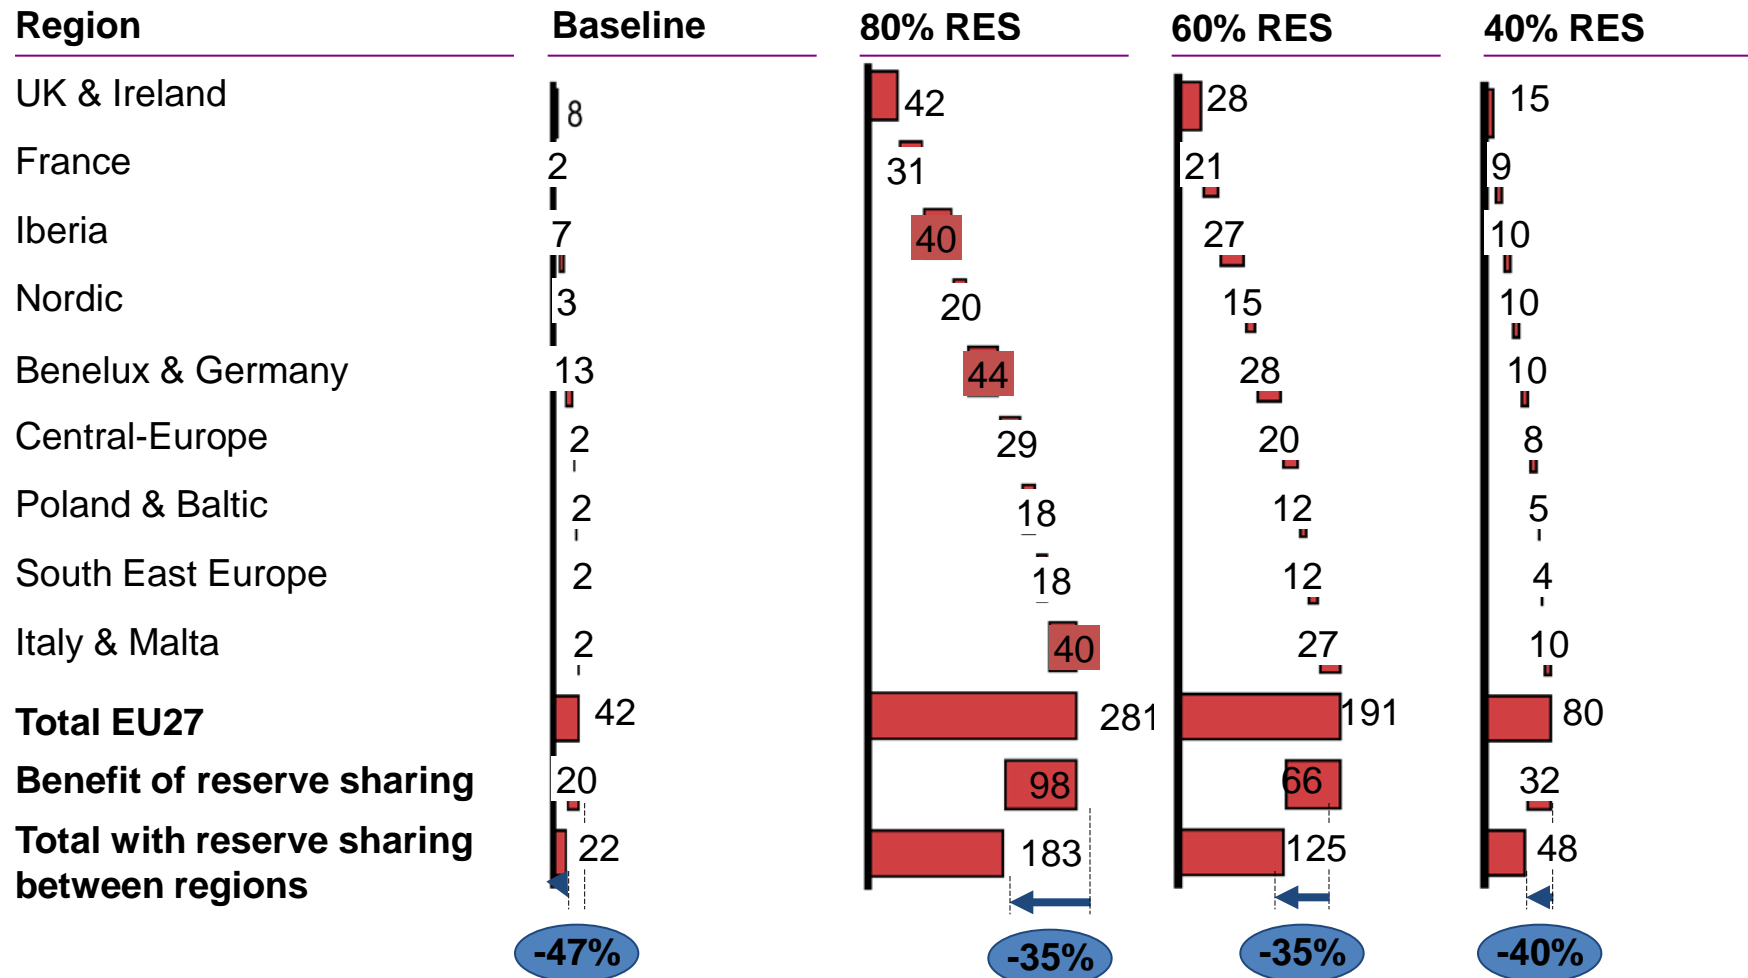 Region Baseline 80% RES 60% RES 40% RES
UK & Ireland 8 42 28 15
France 2 31 21 9
Iberia 7 40 27 10
Nordic 3 20 15 10
Benelux & Germany 13 44 28 10
Central-Europe 2 29 20 8
Poland & Baltic 2 18 12 5
South East Europe 2 18 12 4
Italy & Malta 2 40 27 10
Total EU27 42 281 191 80
Benefit of reserve sharing 20 98 66 32
Total with reserve sharing 22 183 125 48
between regions
-47% -35% -35% -40%